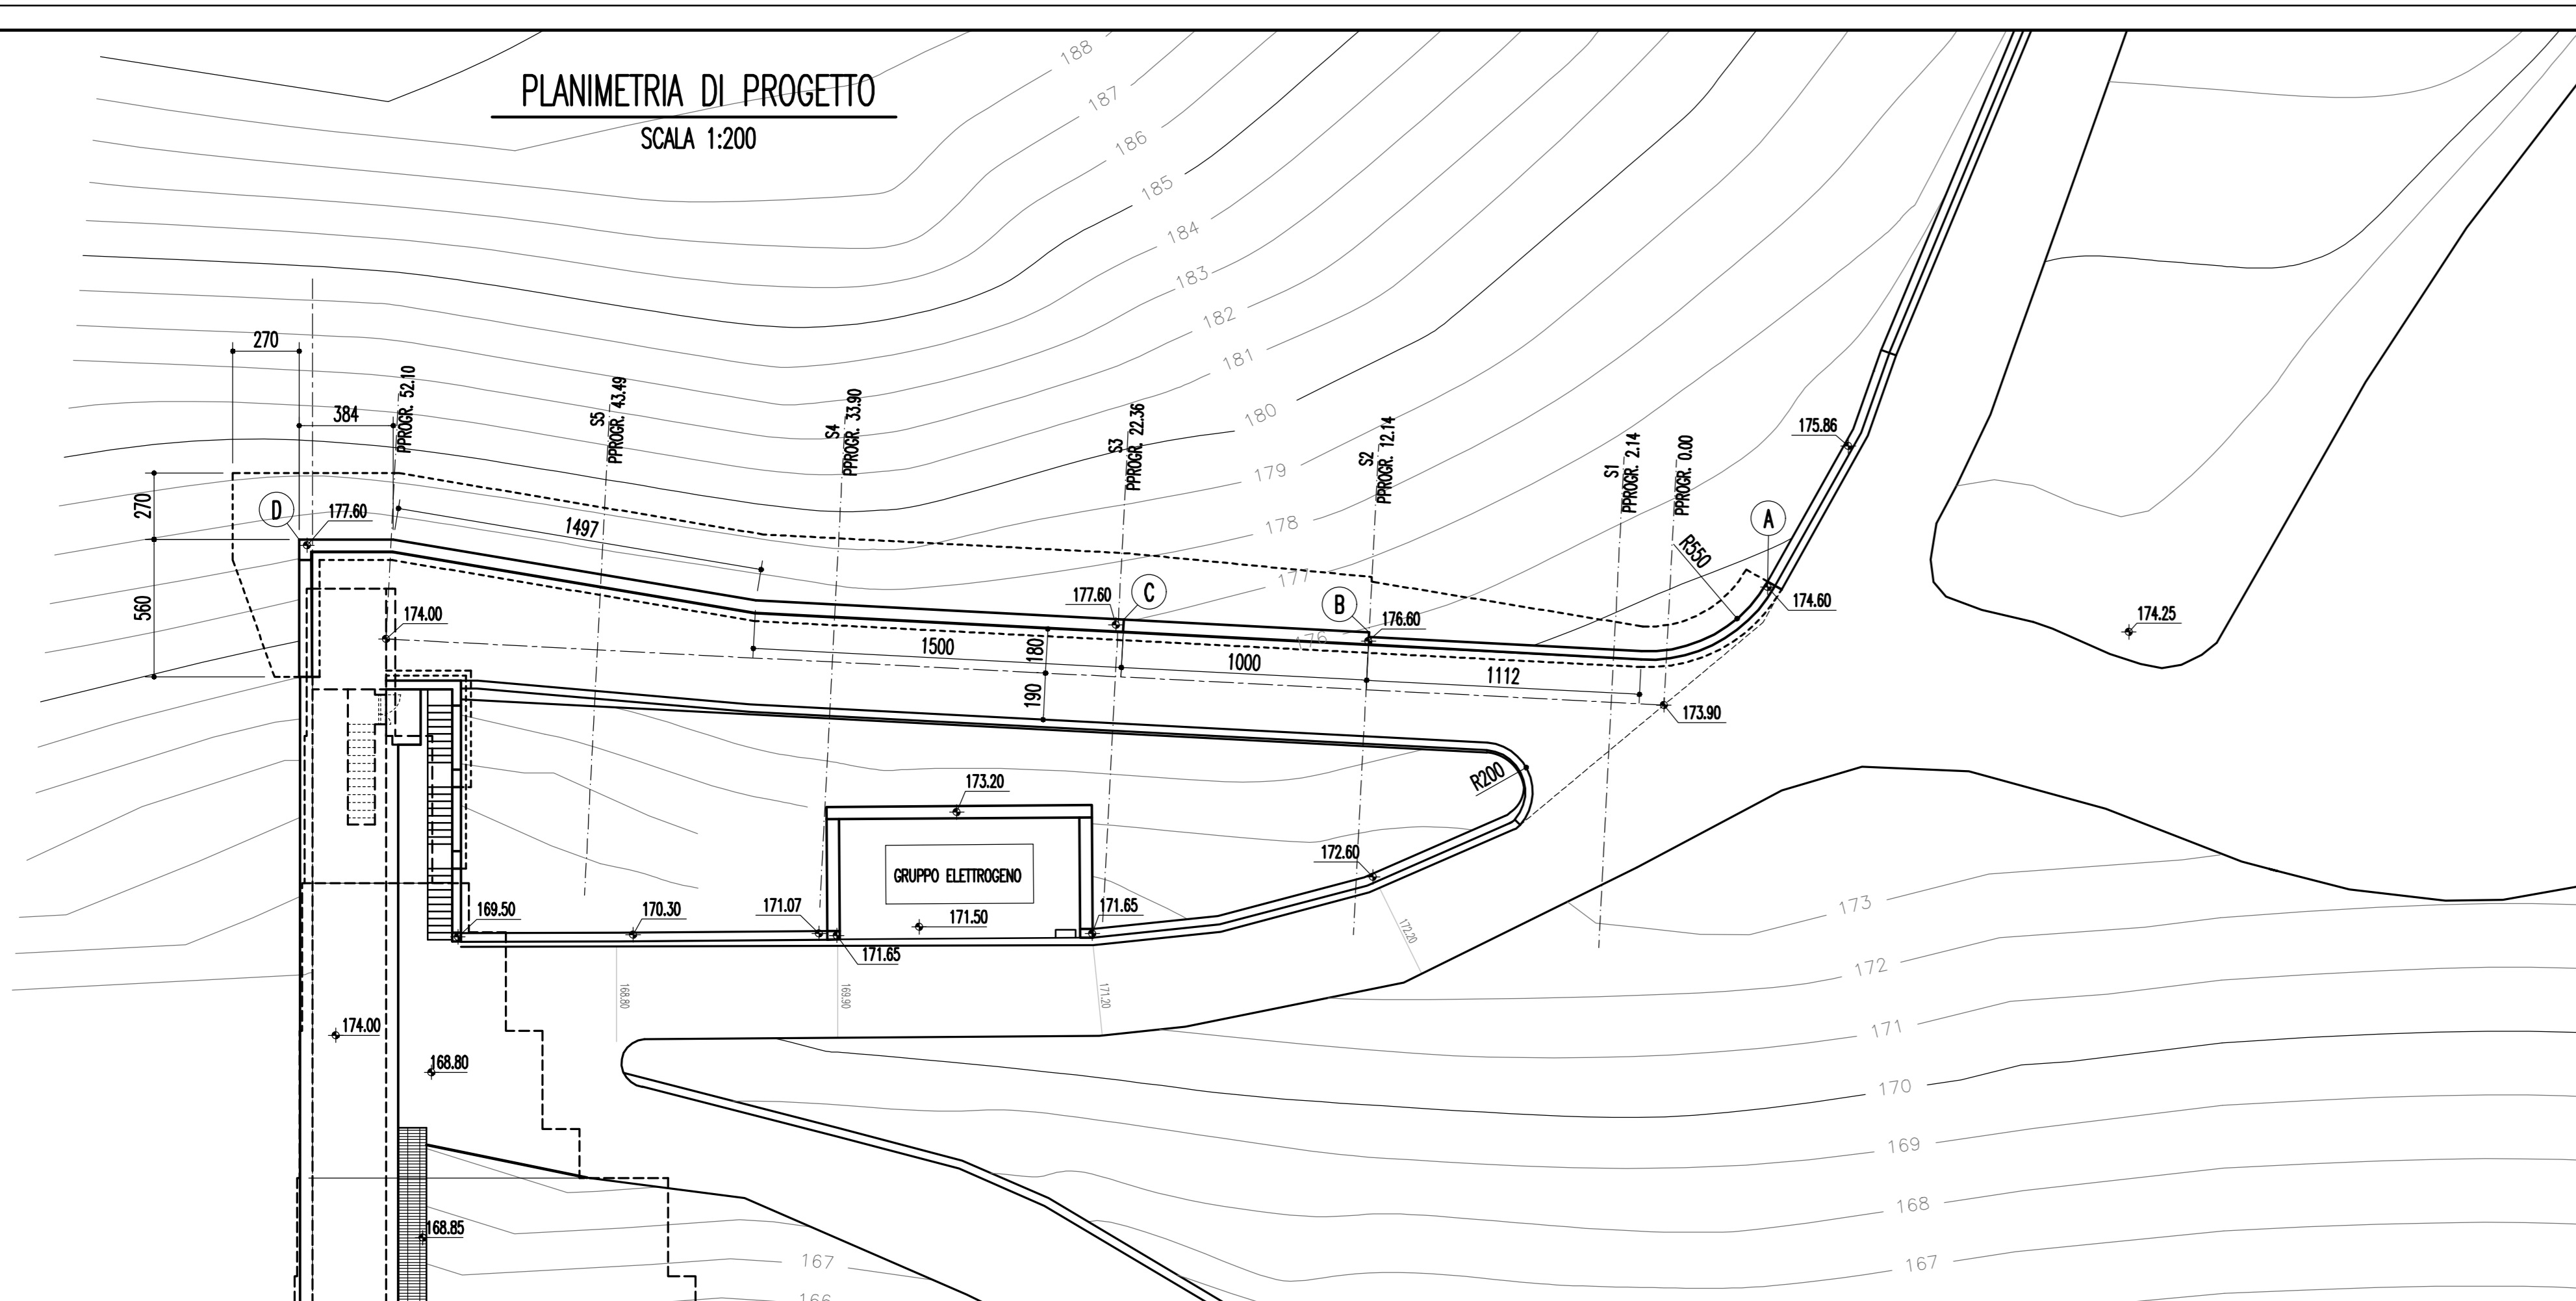 PLANIMETRIA DI PROGETTO
SCALA 1:200
188
187
186
185
184
183
182
181
180
179
178
177
176
270
384
PPROGR. 52.10
S5
PPROGR. 43.49
S4
PPROGR. 33.90
S3
PPROGR. 22.36
S2
PPROGR. 12.14
S1
PPROGR. 2.14
PPROGR. 0.00
175.86
270
D
177.60
1497
A
R550
560
174.00
177.60
C
B
176.60
174.60
174.25
1500
180
1000
1112
190
173.90
173.20
R200
GRUPPO ELETTROGENO
172.60
169.50
170.30
171.07
171.50
171.65
171.65
172.20
173
172
168.80
169.90
171.20
174.00
171
168.80
170
169
168.85
168
167
167
166